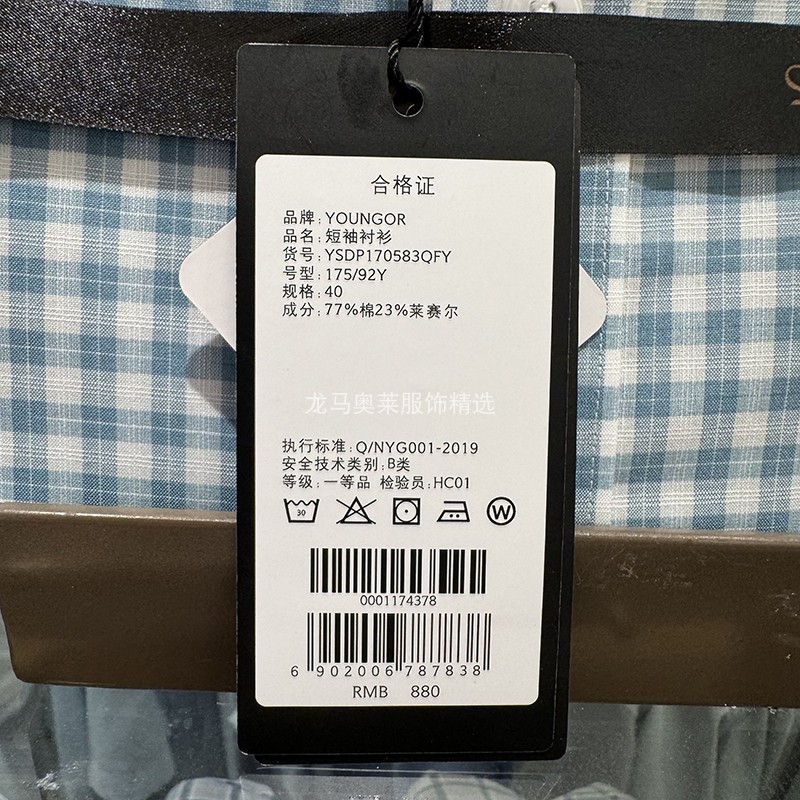 合格证
品牌:YOUNGOR
品名:短袖衬衫
货号:YSDP170583QFY
号型:175/92Y
规格:40
成分:77%棉23%莱赛尔
龙马奥莱服饰精选
执行标准:Q/NYG001-2019
安全技术类别:B类
等级:一等品 检验员:HC01
30
W
0001174378
6 902006 787838
RMB 880